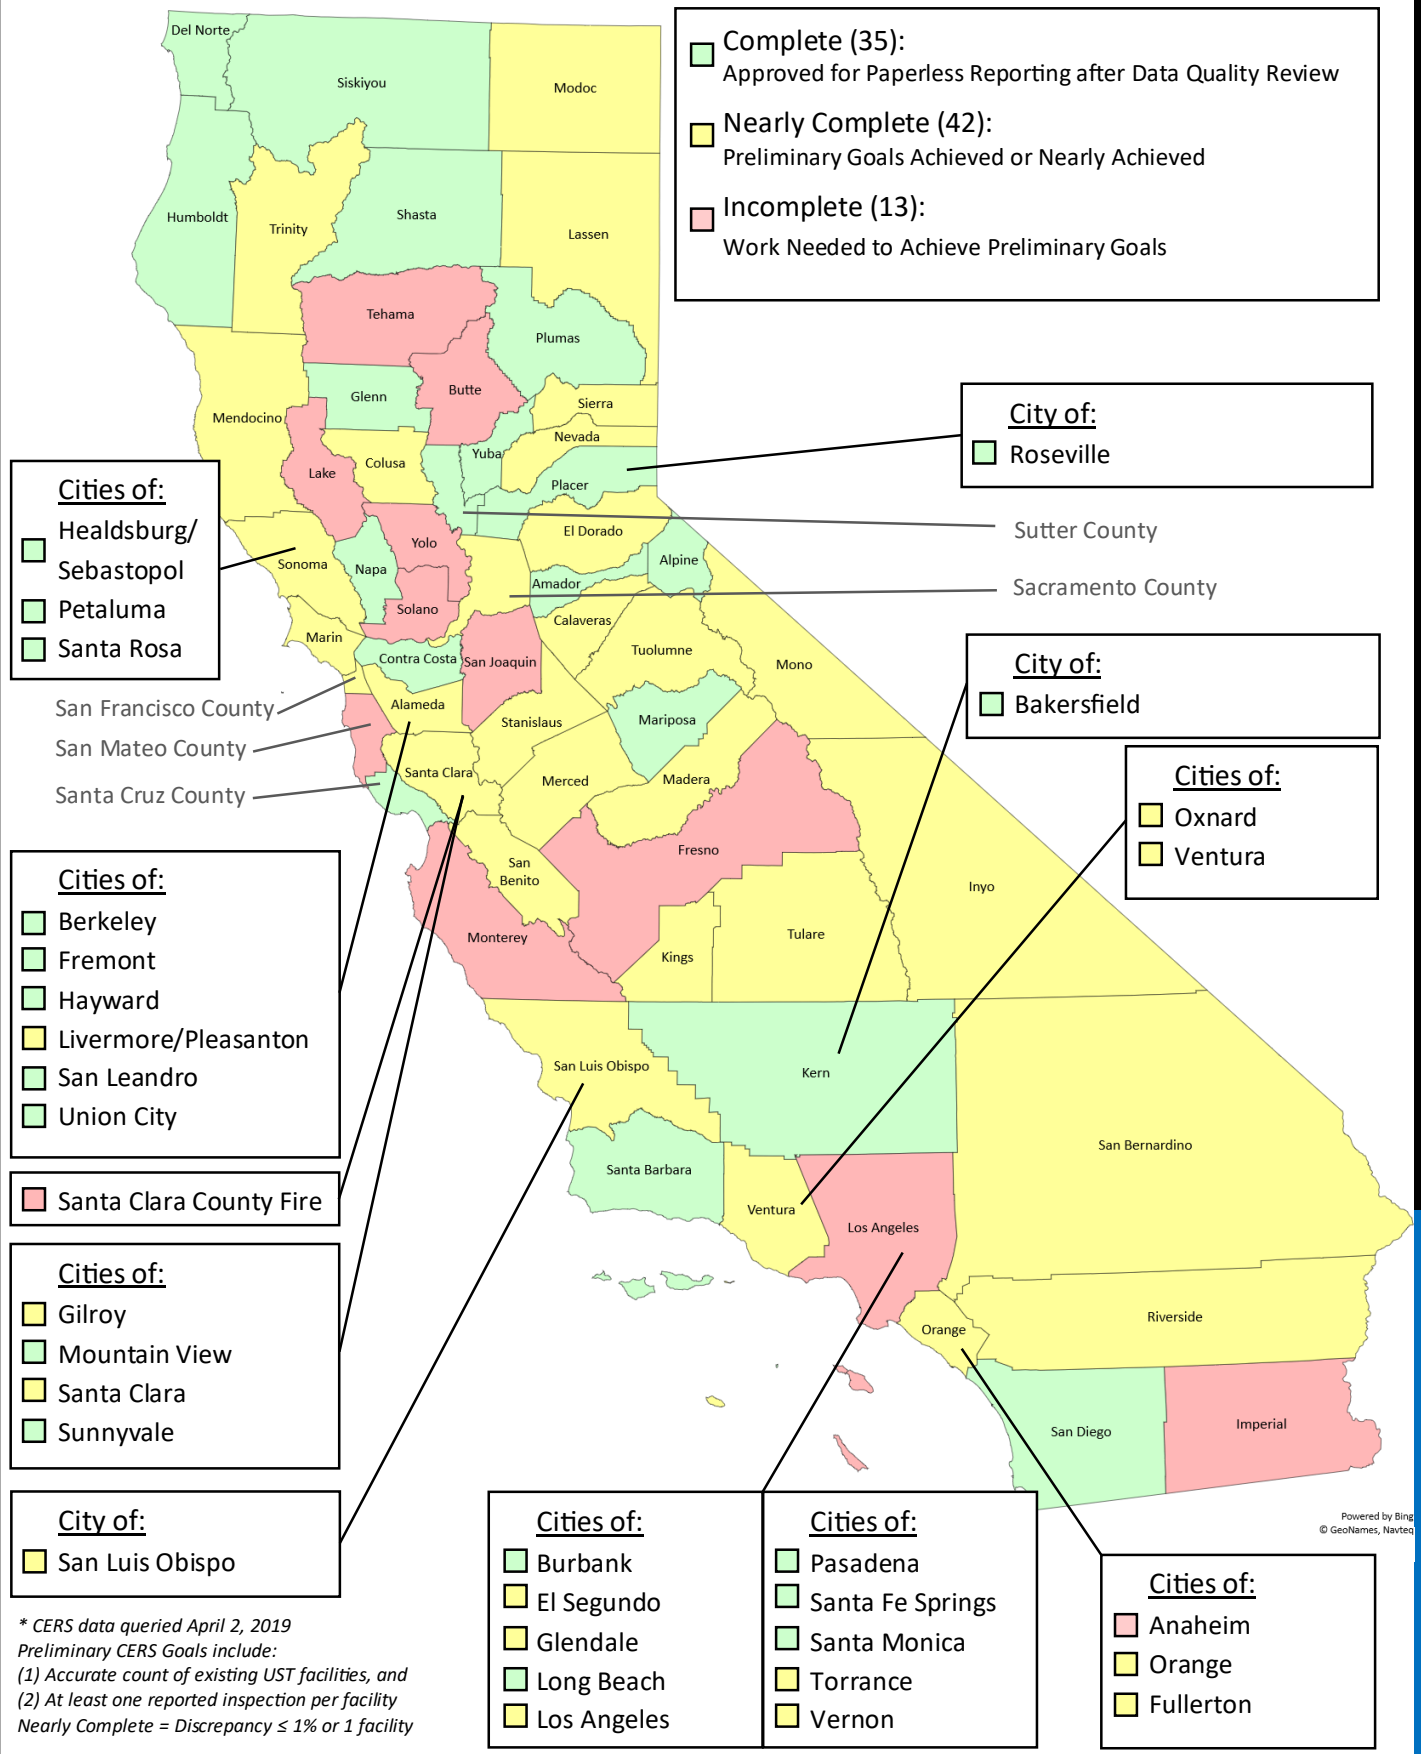 Complete (35):
Approved for Paperless Reporting after Data Quality Review
Nearly Complete (42):
Preliminary Goals Achieved or Nearly Achieved
Incomplete (13):
Work Needed to Achieve Preliminary Goals
Del Norte
Siskiyou
Modoc
Humboldt
Trinity
Shasta
Lassen
Tehama
Plumas
Butte
Glenn
Sierra
Mendocino
Nevada
Yuba
Colusa
Lake
Placer
El Dorado
Yolo
Sonoma
Napa
Alpine
Amador
Solano
Calaveras
Marin
Contra Costa
San Joaquin
Tuolumne
Mono
Alameda
Stanislaus
Mariposa
Santa Clara
Merced
Madera
San
Benito
Fresno
Inyo
Monterey
Kings
Tulare
San Luis Obispo
Kern
San Bernardino
Santa Barbara
Ventura
Los Angeles
Orange
Riverside
San Diego
Imperial
City of:
Roseville
Sutter County
Sacramento County
City of:
Bakersfield
Cities of:
Oxnard
Ventura
Cities of:
Healdsburg/
Sebastopol
Petaluma
Santa Rosa
San Francisco County
San Mateo County
Santa Cruz County
Cities of:
Berkeley
Fremont
Hayward
Livermore/Pleasanton
San Leandro
Union City
Santa Clara County Fire
Cities of:
Gilroy
Mountain View
Santa Clara
Sunnyvale
City of:
San Luis Obispo
Cities of:
Burbank
El Segundo
Glendale
Long Beach
Los Angeles
Cities of:
Pasadena
Santa Fe Springs
Santa Monica
Torrance
Vernon
Cities of:
Anaheim
Orange
Fullerton
Powered by Bing
© GeoNames, Navteq
* CERS data queried April 2, 2019
Preliminary CERS Goals include:
(1) Accurate count of existing UST facilities, and
(2) At least one reported inspection per facility
Nearly Complete = Discrepancy ≤ 1% or 1 facility